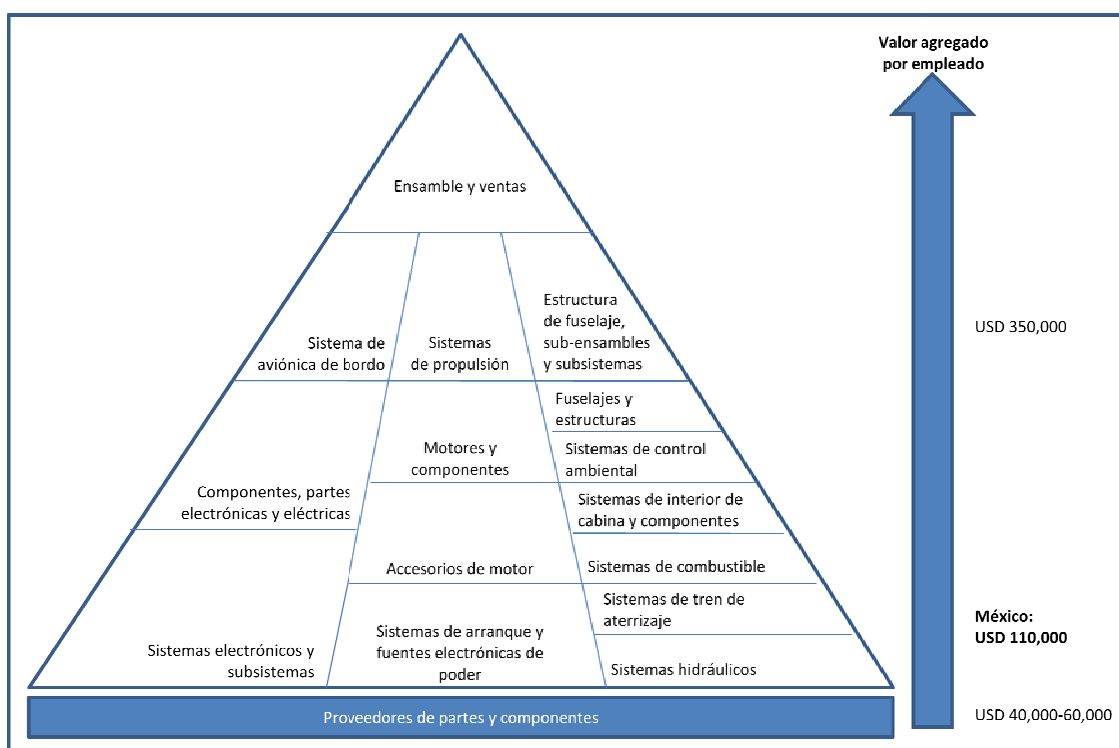 Valor agregado
por empleado
Ensamble y ventas
Sistema de
aviónica de bordo
Sistemas
de propulsión
Estructura
de fuselaje,
sub-ensambles
y subsistemas
USD 350,000
Fuselajes y
estructuras
Motores y
componentes
Sistemas de control
ambiental
Componentes, partes
electrónicas y eléctricas
Sistemas de interior de
cabina y componentes
Accesorios de motor
Sistemas de combustible
Sistemas de tren de
aterrizaje
México:
USD 110,000
Sistemas electrónicos y
subsistemas
Sistemas de arranque y
fuentes electrónicas de
poder
Sistemas hidráulicos
Proveedores de partes y componentes
USD 40,000-60,000